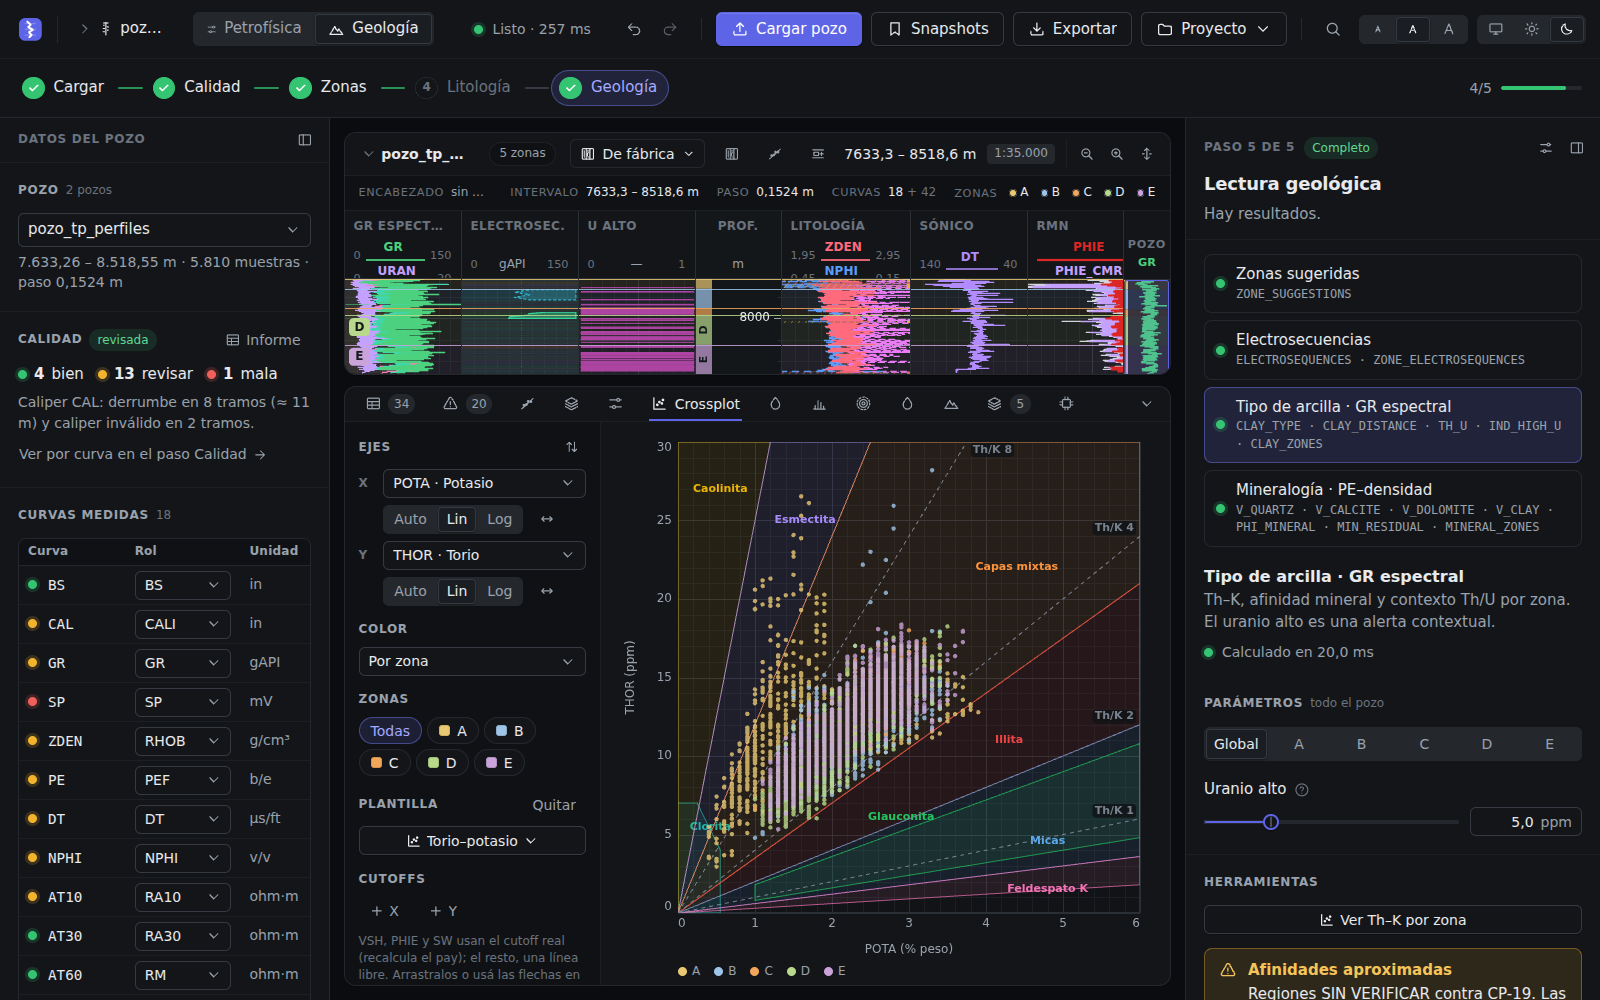 poz...
Petrofísica
Geología
Listo · 257 ms
Cargar pozo
Snapshots
Exportar
Proyecto
A
A
A
Cargar
Calidad
Zonas
4
Litología
Geología
4/5
DATOS DEL POZO
POZO 2 pozos
pozo_tp_perfiles
7.633,26 – 8.518,55 m · 5.810 muestras · paso 0,1524 m
CALIDAD
revisada
Informe
4 bien
13 revisar
1 mala
Caliper CAL: derrumbe en 8 tramos (≈ 11 m) y caliper inválido en 2 tramos.
Ver por curva en el paso Calidad →
CURVAS MEDIDAS 18
Curva Rol Unidad
BS BS in
CAL CALI in
GR GR gAPI
SP SP mV
ZDEN RHOB g/cm³
PE PEF b/e
DT DT µs/ft
NPHI NPHI v/v
AT10 RA10 ohm·m
AT30 RA30 ohm·m
AT60 RM ohm·m
pozo_tp_...
5 zonas
De fábrica
7633,3 – 8518,6 m
1:35.000
ENCABEZADO sin ...
INTERVALO 7633,3 – 8518,6 m
PASO 0,1524 m
CURVAS 18 + 42
ZONAS A B C D E
GR ESPECT... ELECTROSEC. U ALTO PROF. LITOLOGÍA SÓNICO RMN POZO
GR
0 150
URAN
0 gAPI 150
0 — 1
m
ZDEN
1,95 2,95
NPHI
DT
140 40
PHIE
PHIE_CMR
GR
D
E
8000
D
E
34
20
Crossplot
5
EJES
X
POTA · Potasio
Auto Lin Log
Y
THOR · Torio
Auto Lin Log
COLOR
Por zona
ZONAS
Todas A B
C D E
PLANTILLA
Quitar
Torio–potasio
CUTOFFS
+ X + Y
VSH, PHIE y SW usan el cutoff real
(recalcula el pay); el resto, una línea
libre. Arrastralos o usá las flechas en
30
25
20
15
10
5
0
THOR (ppm)
0 1 2 3 4 5 6
POTA (% peso)
Caolinita
Esmectita
Capas mixtas
Illita
Glauconita
Clorita
Micas
Feldespato K
Th/K 8
Th/K 4
Th/K 2
Th/K 1
A B C D E
PASO 5 DE 5
Completo
Lectura geológica
Hay resultados.
Zonas sugeridas
ZONE_SUGGESTIONS
Electrosecuencias
ELECTROSEQUENCES · ZONE_ELECTROSEQUENCES
Tipo de arcilla · GR espectral
CLAY_TYPE · CLAY_DISTANCE · TH_U · IND_HIGH_U
· CLAY_ZONES
Mineralogía · PE–densidad
V_QUARTZ · V_CALCITE · V_DOLOMITE · V_CLAY ·
PHI_MINERAL · MIN_RESIDUAL · MINERAL_ZONES
Tipo de arcilla · GR espectral
Th–K, afinidad mineral y contexto Th/U por zona.
El uranio alto es una alerta contextual.
Calculado en 20,0 ms
PARÁMETROS todo el pozo
Global A B C D E
Uranio alto ?
5,0 ppm
HERRAMIENTAS
Ver Th–K por zona
Afinidades aproximadas
Regiones SIN VERIFICAR contra CP-19. Las